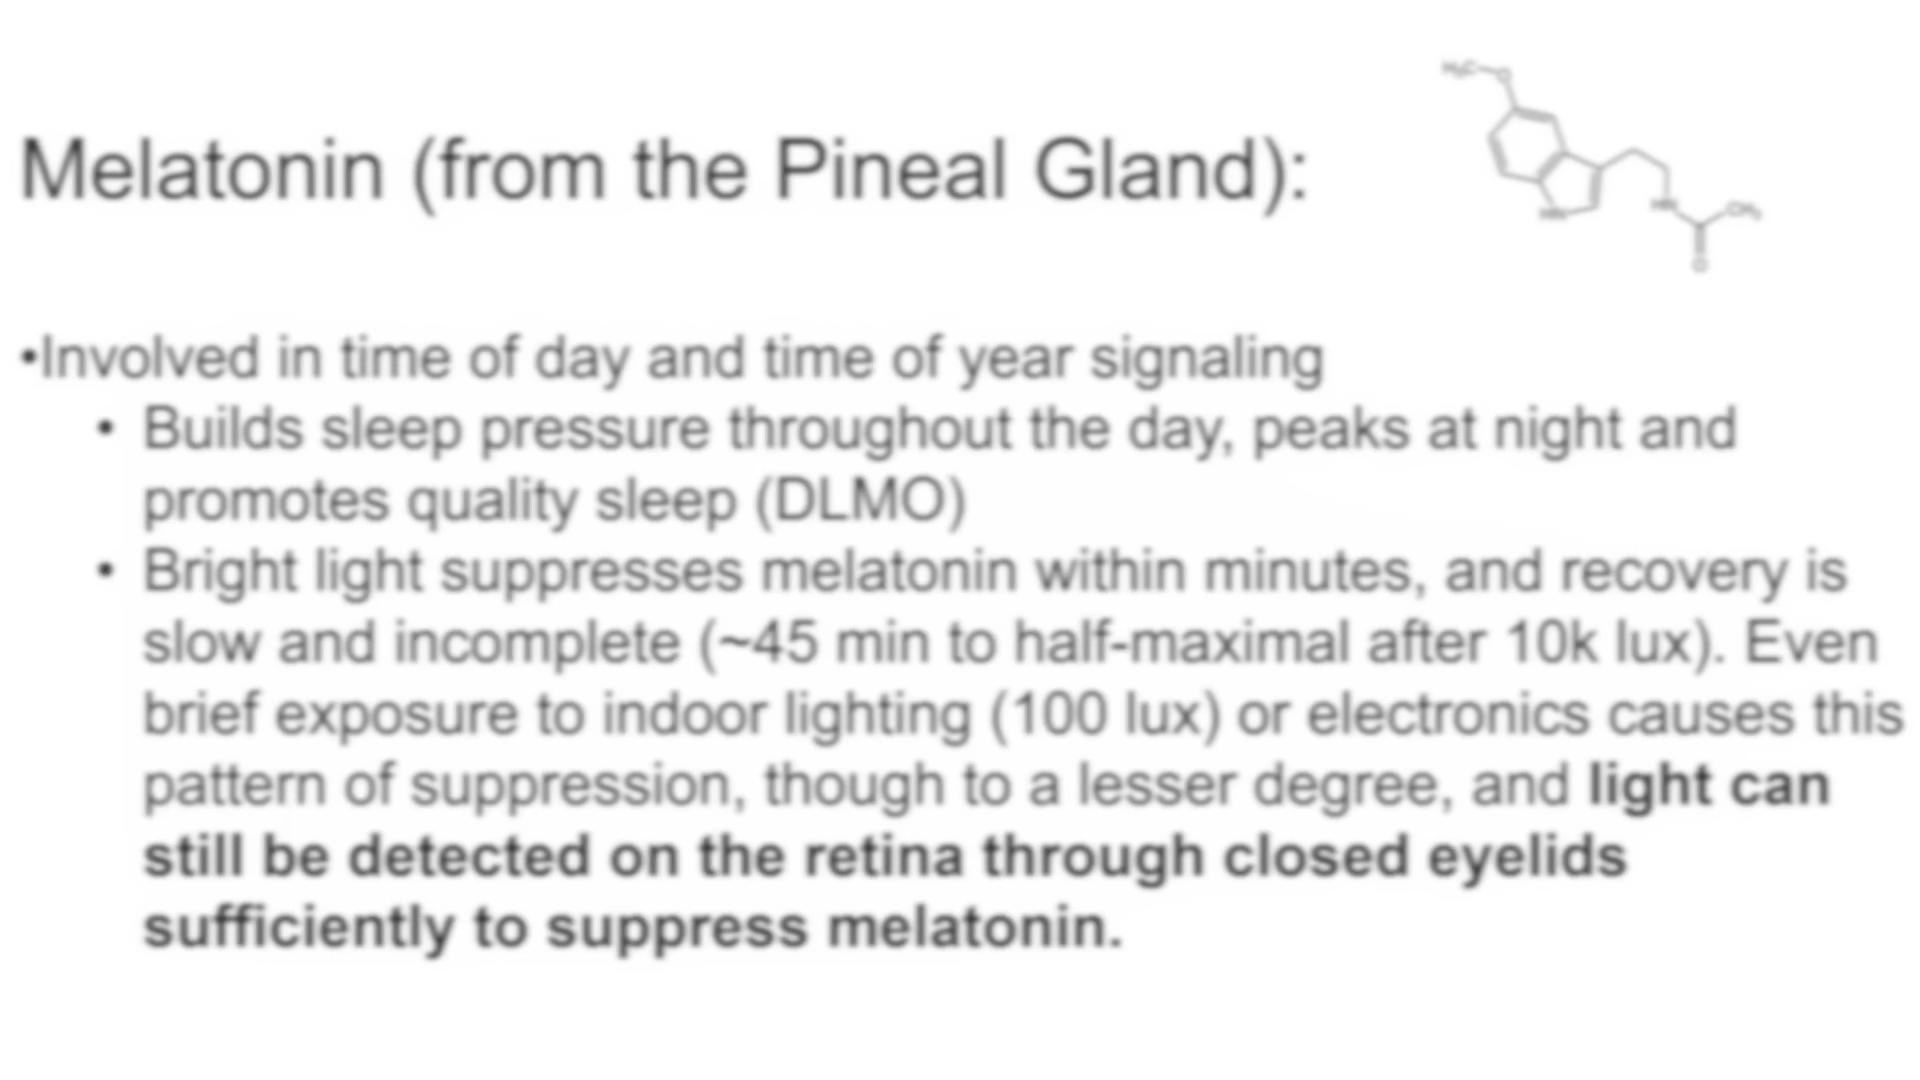 H₃C
O
Melatonin (from the Pineal Gland):
HN
HN
CH₃
O
•Involved in time of day and time of year signaling
• Builds sleep pressure throughout the day, peaks at night and
promotes quality sleep (DLMO)
• Bright light suppresses melatonin within minutes, and recovery is
slow and incomplete (~45 min to half-maximal after 10k lux). Even
brief exposure to indoor lighting (100 lux) or electronics causes this
pattern of suppression, though to a lesser degree, and light can
still be detected on the retina through closed eyelids
sufficiently to suppress melatonin.